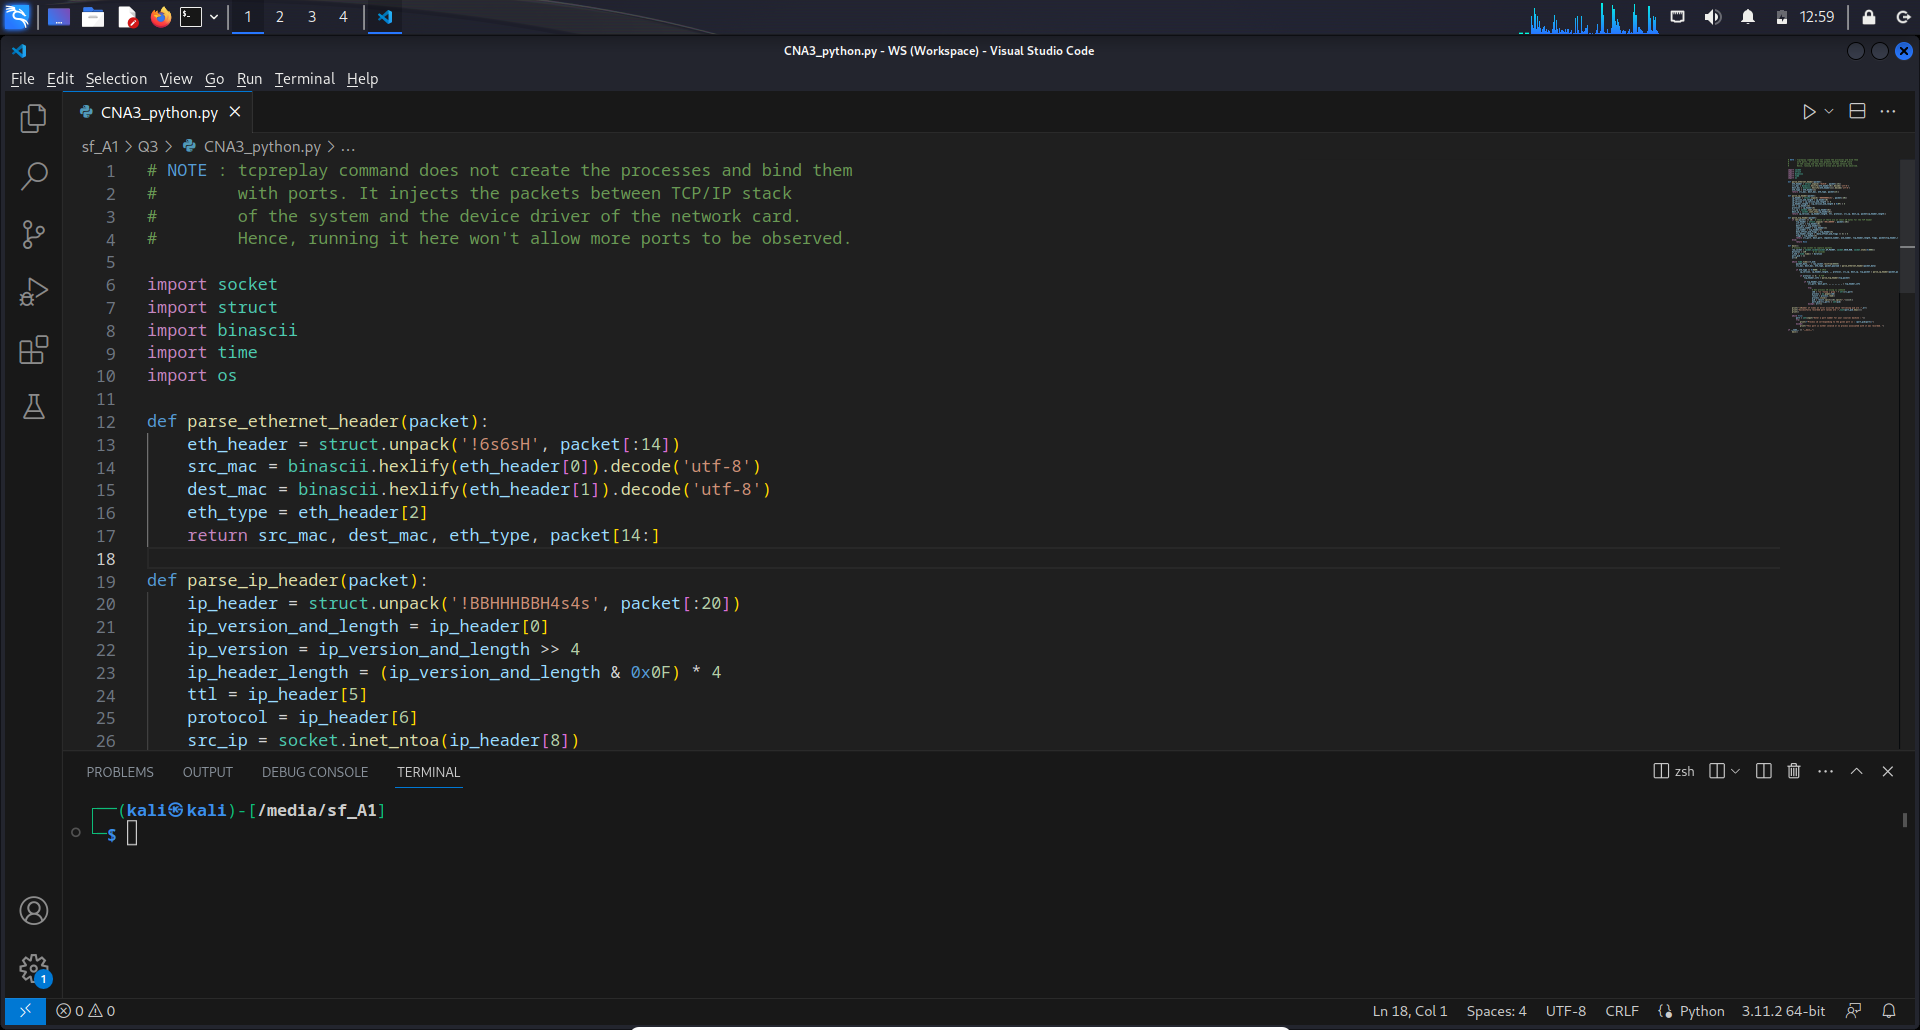 1 2 3 4 12:59
CNA3_python.py - WS (Workspace) - Visual Studio Code
File Edit Selection View Go Run Terminal Help
CNA3_python.py
sf_A1 > Q3 > CNA3_python.py > ...
1 # NOTE : tcpreplay command does not create the processes and bind them
2 #        with ports. It injects the packets between TCP/IP stack
3 #        of the system and the device driver of the network card.
4 #        Hence, running it here won't allow more ports to be observed.
5
6 import socket
7 import struct
8 import binascii
9 import time
10 import os
11
12 def parse_ethernet_header(packet):
13     eth_header = struct.unpack('!6s6sH', packet[:14])
14     src_mac = binascii.hexlify(eth_header[0]).decode('utf-8')
15     dest_mac = binascii.hexlify(eth_header[1]).decode('utf-8')
16     eth_type = eth_header[2]
17     return src_mac, dest_mac, eth_type, packet[14:]
18
19 def parse_ip_header(packet):
20     ip_header = struct.unpack('!BBHHHBBH4s4s', packet[:20])
21     ip_version_and_length = ip_header[0]
22     ip_version = ip_version_and_length >> 4
23     ip_header_length = (ip_version_and_length & 0x0F) * 4
24     ttl = ip_header[5]
25     protocol = ip_header[6]
26     src_ip = socket.inet_ntoa(ip_header[8])
PROBLEMS OUTPUT DEBUG CONSOLE TERMINAL zsh
(kali㉿kali)-[/media/sf_A1]
$
1
0 0 Ln 18, Col 1 Spaces: 4 UTF-8 CRLF Python 3.11.2 64-bit